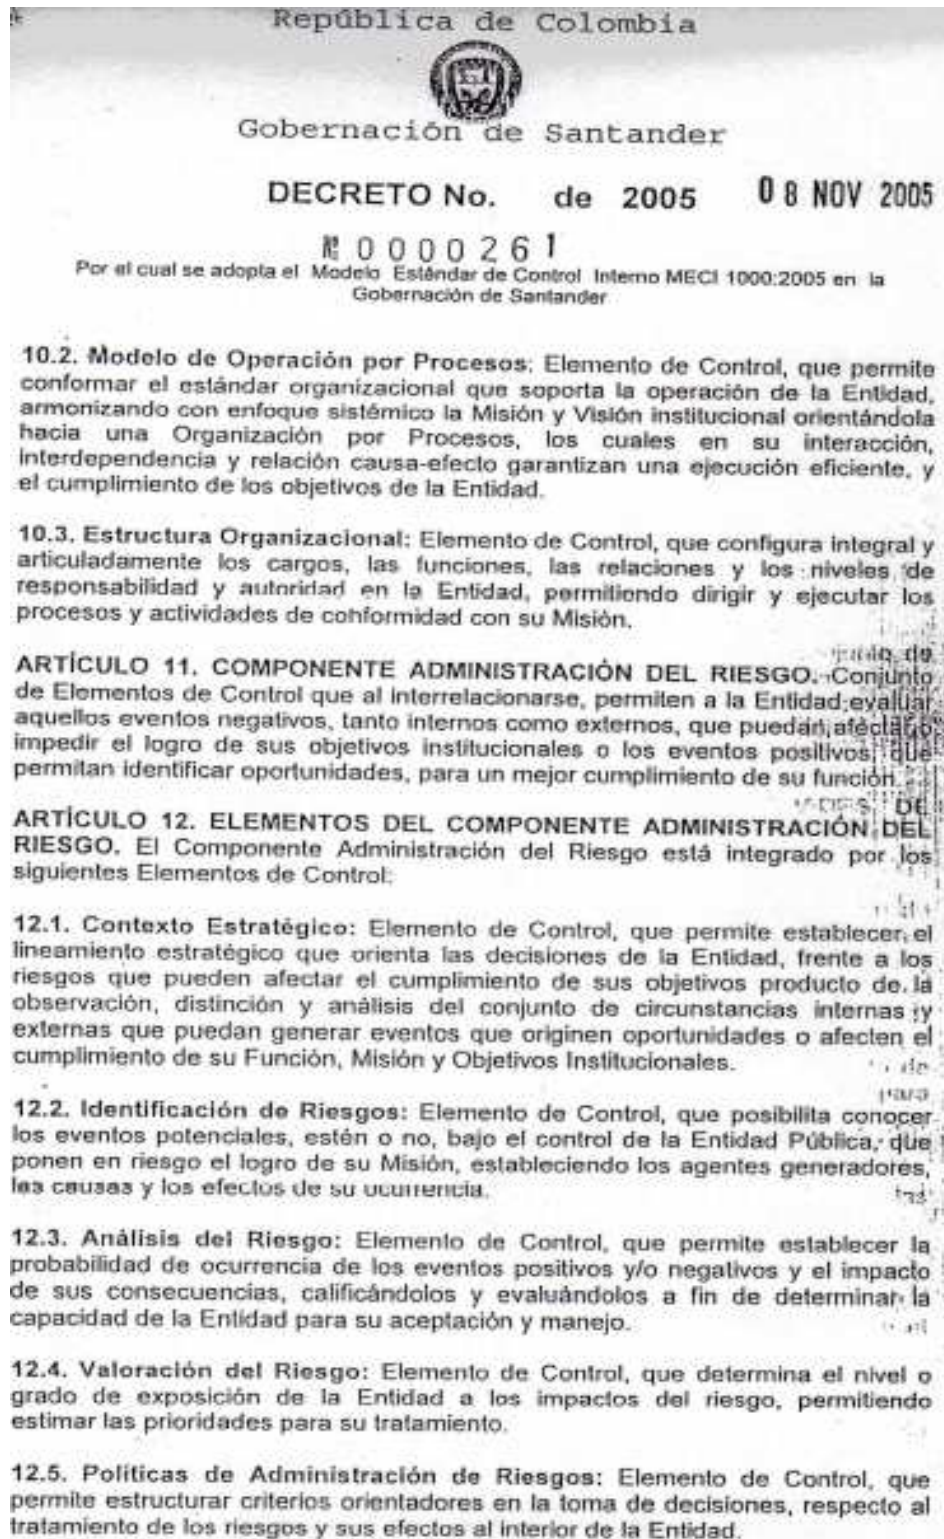 República de Colombia
Gobernación de Santander
DECRETO No. de 2005 08 NOV 2005
№ 0000261
Por el cual se adopta el Modelo Estándar de Control Interno MECI 1000:2005 en la
Gobernación de Santander
10.2. Modelo de Operación por Procesos: Elemento de Control, que permite
conformar el estándar organizacional que soporta la operación de la Entidad,
armonizando con enfoque sistémico la Misión y Visión institucional orientándola
hacia una Organización por Procesos, los cuales en su interacción,
interdependencia y relación causa-efecto garantizan una ejecución eficiente, y
el cumplimiento de los objetivos de la Entidad.
10.3. Estructura Organizacional: Elemento de Control, que configura integral y
articuladamente los cargos, las funciones, las relaciones y los niveles de
responsabilidad y autoridad en la Entidad, permitiendo dirigir y ejecutar los
procesos y actividades de conformidad con su Misión.
ARTÍCULO 11. COMPONENTE ADMINISTRACIÓN DEL RIESGO. Conjunto
de Elementos de Control que al interrelacionarse, permiten a la Entidad evaluar
aquellos eventos negativos, tanto internos como externos, que puedan afectar o
impedir el logro de sus objetivos institucionales o los eventos positivos, que
permitan identificar oportunidades, para un mejor cumplimiento de su función.
ARTÍCULO 12. ELEMENTOS DEL COMPONENTE ADMINISTRACIÓN DEL
RIESGO. El Componente Administración del Riesgo está integrado por los
siguientes Elementos de Control:
12.1. Contexto Estratégico: Elemento de Control, que permite establecer el
lineamiento estratégico que orienta las decisiones de la Entidad, frente a los
riesgos que pueden afectar el cumplimiento de sus objetivos producto de la
observación, distinción y análisis del conjunto de circunstancias internas y
externas que puedan generar eventos que originen oportunidades o afecten el
cumplimiento de su Función, Misión y Objetivos Institucionales.
12.2. Identificación de Riesgos: Elemento de Control, que posibilita conocer
los eventos potenciales, estén o no, bajo el control de la Entidad Pública, que
ponen en riesgo el logro de su Misión, estableciendo los agentes generadores,
las causas y los efectos de su ocurrencia.
12.3. Análisis del Riesgo: Elemento de Control, que permite establecer la
probabilidad de ocurrencia de los eventos positivos y/o negativos y el impacto
de sus consecuencias, calificándolos y evaluándolos a fin de determinar la
capacidad de la Entidad para su aceptación y manejo.
12.4. Valoración del Riesgo: Elemento de Control, que determina el nivel o
grado de exposición de la Entidad a los impactos del riesgo, permitiendo
estimar las prioridades para su tratamiento.
12.5. Políticas de Administración de Riesgos: Elemento de Control, que
permite estructurar criterios orientadores en la toma de decisiones, respecto al
tratamiento de los riesgos y sus efectos al interior de la Entidad.